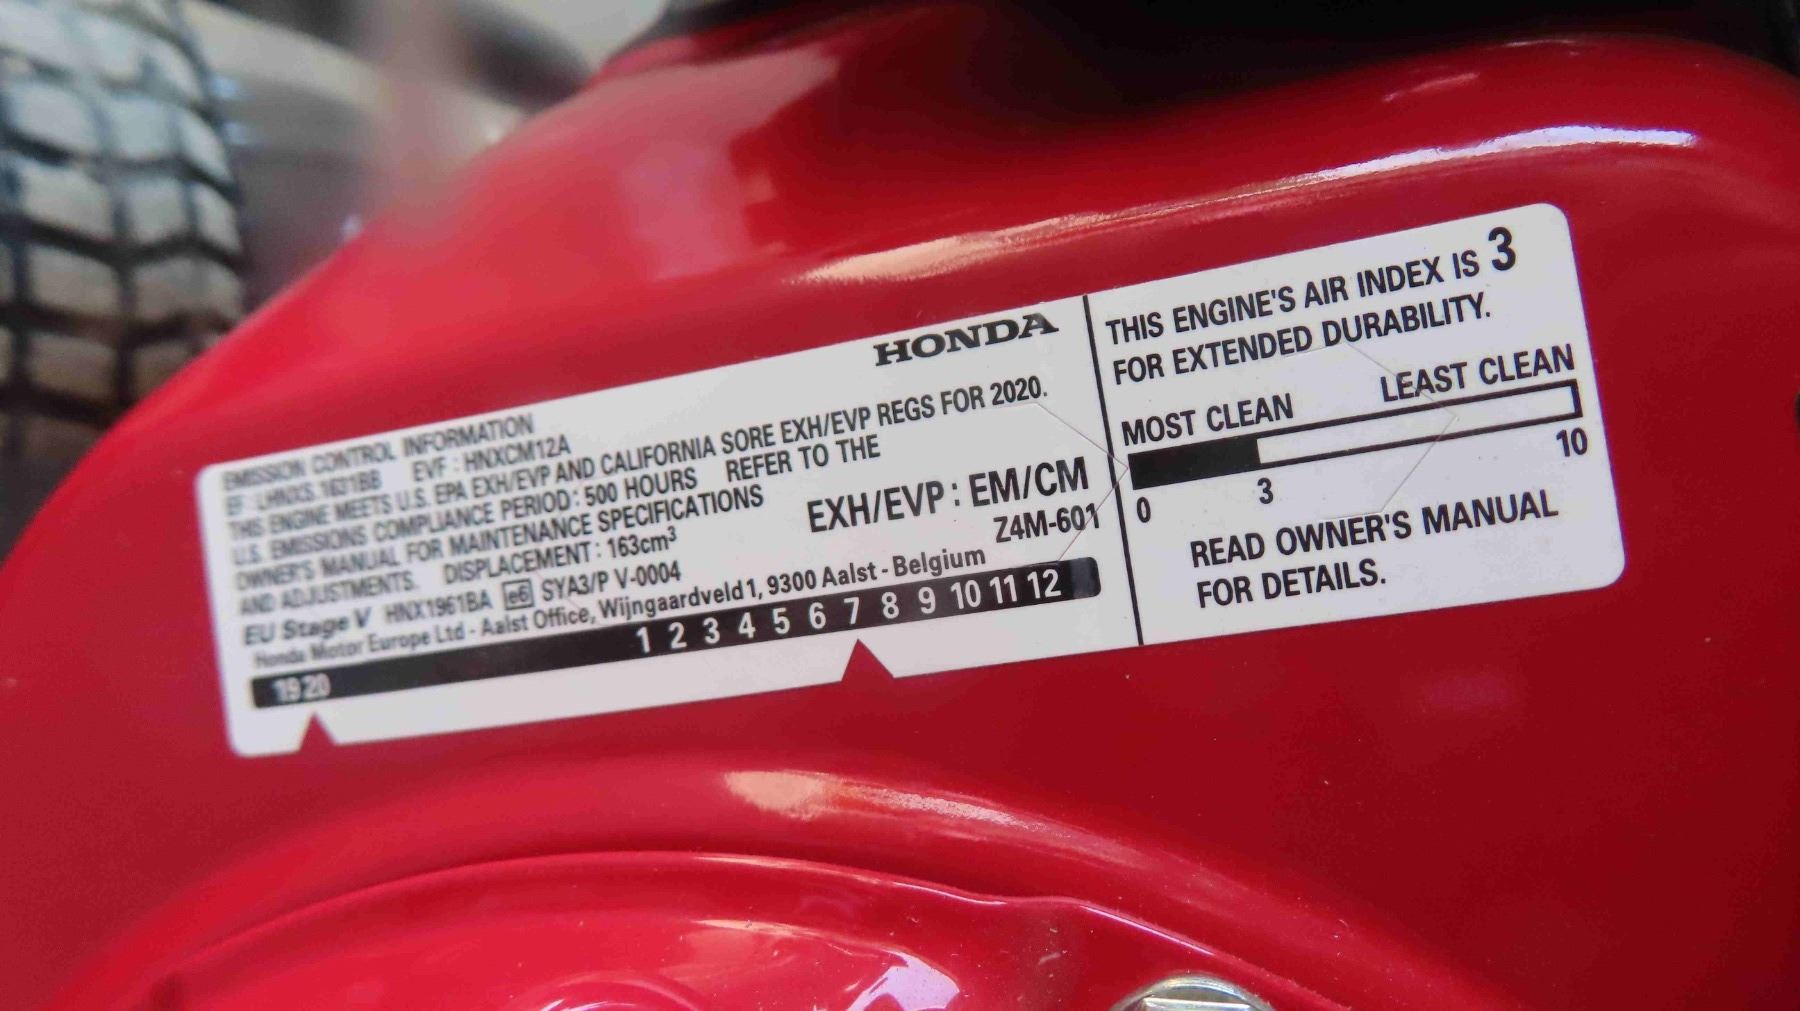 HONDA
EMISSION CONTROL INFORMATION
EF : LHNXS.1631BB EVF : HNXCM12A
THIS ENGINE MEETS U.S. EPA EXH/EVP AND CALIFORNIA SORE EXH/EVP REGS FOR 2020.
U.S. EMISSIONS COMPLIANCE PERIOD : 500 HOURS REFER TO THE
OWNER'S MANUAL FOR MAINTENANCE SPECIFICATIONS
AND ADJUSTMENTS. DISPLACEMENT : 163cm³
EXH/EVP : EM/CM
Z4M-601
EU Stage V HNX1961BA e6 SYA3/P V-0004
Honda Motor Europe Ltd - Aalst Office, Wijngaardveld 1, 9300 Aalst - Belgium
19 20 1 2 3 4 5 6 7 8 9 10 11 12
THIS ENGINE'S AIR INDEX IS 3
FOR EXTENDED DURABILITY.
MOST CLEAN LEAST CLEAN
0 3 10
READ OWNER'S MANUAL
FOR DETAILS.